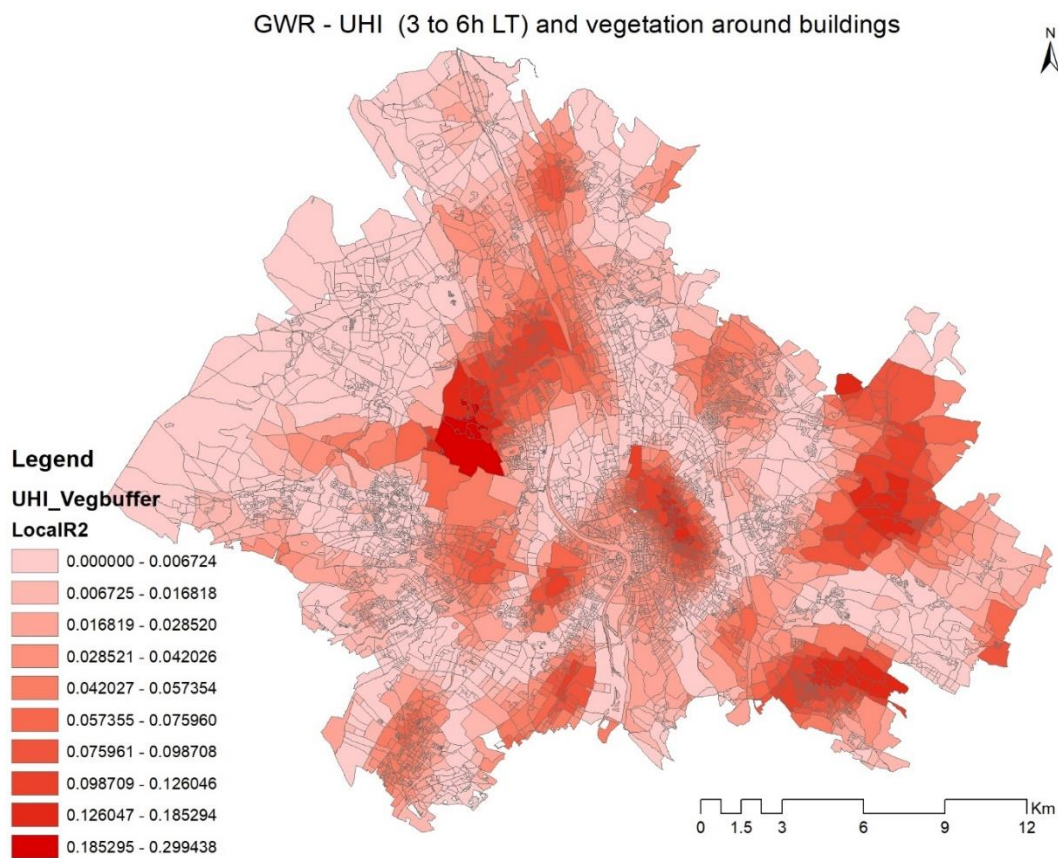 GWR - UHI  (3 to 6h LT) and vegetation around buildings
N
Legend
UHI_Vegbuffer
LocalR2
0.000000 - 0.006724
0.006725 - 0.016818
0.016819 - 0.028520
0.028521 - 0.042026
0.042027 - 0.057354
0.057355 - 0.075960
0.075961 - 0.098708
0.098709 - 0.126046
0.126047 - 0.185294
0.185295 - 0.299438
Km
0 1.5 3 6 9 12